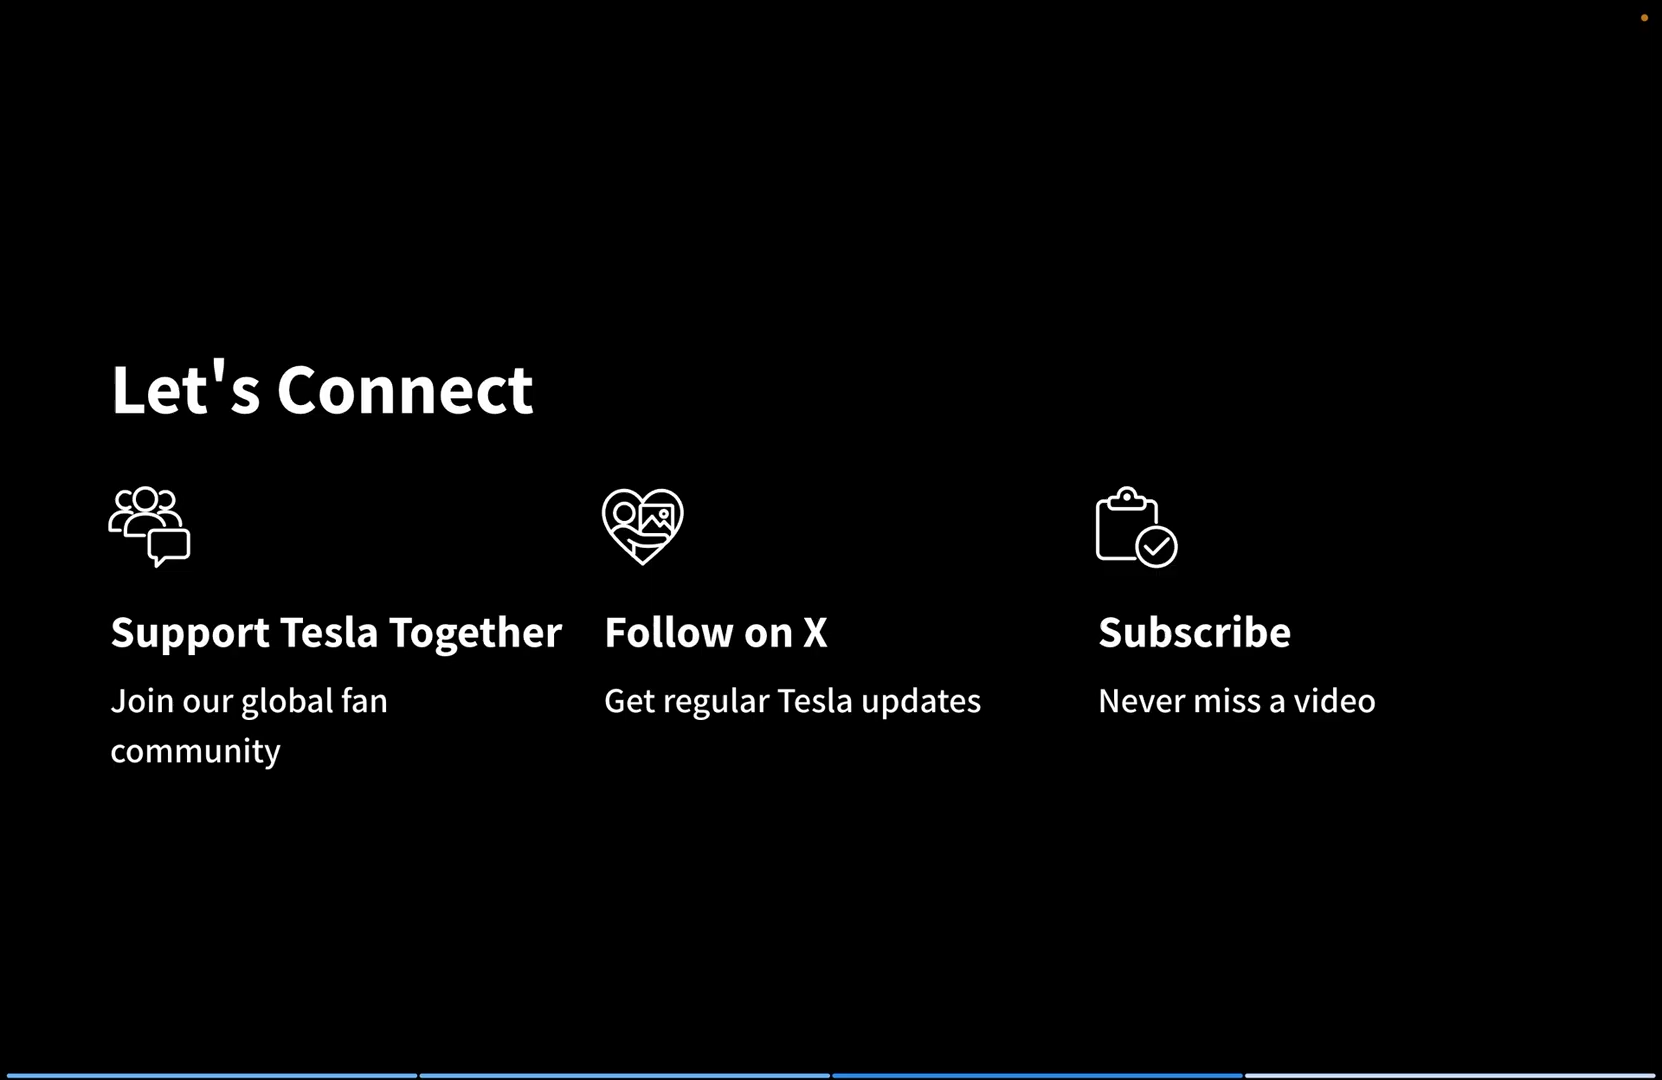 Let's Connect
Support Tesla Together
Join our global fan
community
Follow on X
Get regular Tesla updates
Subscribe
Never miss a video